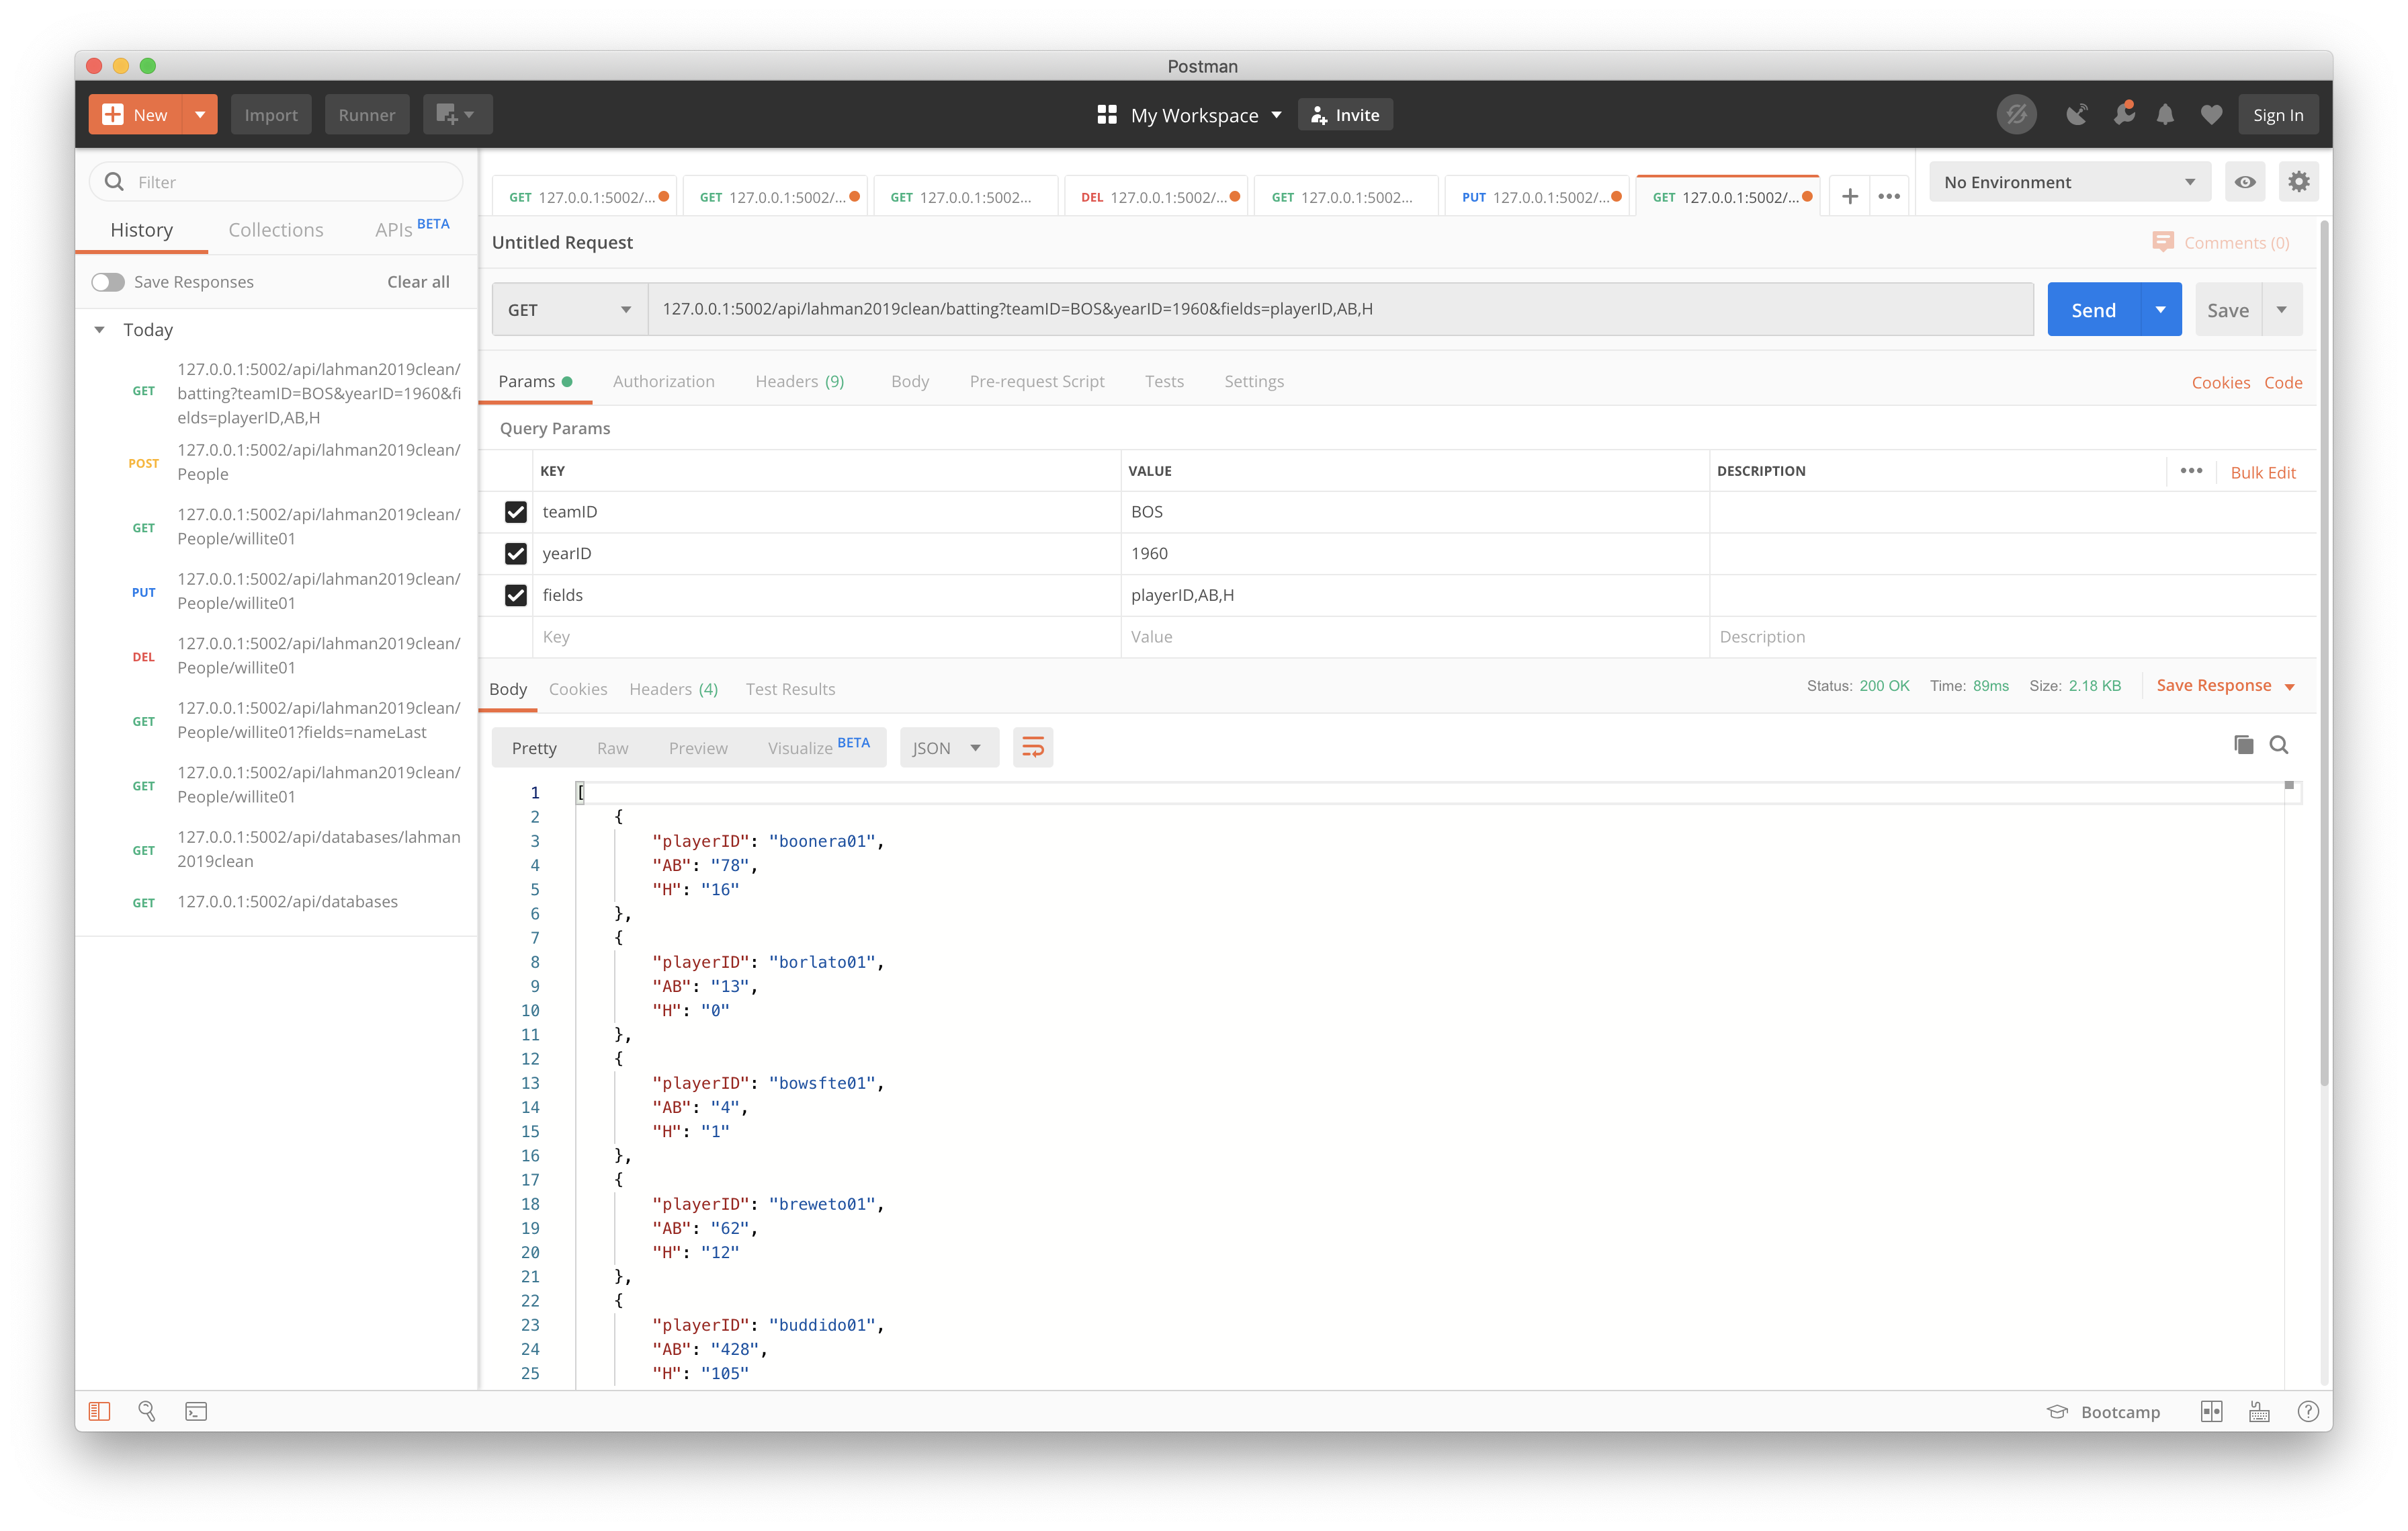 Postman
New
Import
Runner
My Workspace
Invite
Sign In
Filter
History
Collections
APIs BETA
Save Responses
Clear all
Today
GET
127.0.0.1:5002/api/lahman2019clean/
batting?teamID=BOS&yearID=1960&fi
elds=playerID,AB,H
POST
127.0.0.1:5002/api/lahman2019clean/
People
GET
127.0.0.1:5002/api/lahman2019clean/
People/willite01
PUT
127.0.0.1:5002/api/lahman2019clean/
People/willite01
DEL
127.0.0.1:5002/api/lahman2019clean/
People/willite01
GET
127.0.0.1:5002/api/lahman2019clean/
People/willite01?fields=nameLast
GET
127.0.0.1:5002/api/lahman2019clean/
People/willite01
GET
127.0.0.1:5002/api/databases/lahman
2019clean
GET
127.0.0.1:5002/api/databases
GET 127.0.0.1:5002/...
GET 127.0.0.1:5002/...
GET 127.0.0.1:5002...
DEL 127.0.0.1:5002/...
GET 127.0.0.1:5002...
PUT 127.0.0.1:5002/...
GET 127.0.0.1:5002/...
No Environment
Untitled Request
Comments (0)
GET
127.0.0.1:5002/api/lahman2019clean/batting?teamID=BOS&yearID=1960&fields=playerID,AB,H
Send
Save
Params
Authorization
Headers (9)
Body
Pre-request Script
Tests
Settings
Cookies
Code
Query Params
KEY
VALUE
DESCRIPTION
Bulk Edit
teamID
BOS
yearID
1960
fields
playerID,AB,H
Key
Value
Description
Body
Cookies
Headers (4)
Test Results
Status: 200 OK
Time: 89ms
Size: 2.18 KB
Save Response
Pretty
Raw
Preview
Visualize BETA
JSON
1 [
2 {
3 "playerID": "boonera01",
4 "AB": "78",
5 "H": "16"
6 },
7 {
8 "playerID": "borlato01",
9 "AB": "13",
10 "H": "0"
11 },
12 {
13 "playerID": "bowsfte01",
14 "AB": "4",
15 "H": "1"
16 },
17 {
18 "playerID": "breweto01",
19 "AB": "62",
20 "H": "12"
21 },
22 {
23 "playerID": "buddido01",
24 "AB": "428",
25 "H": "105"
Bootcamp